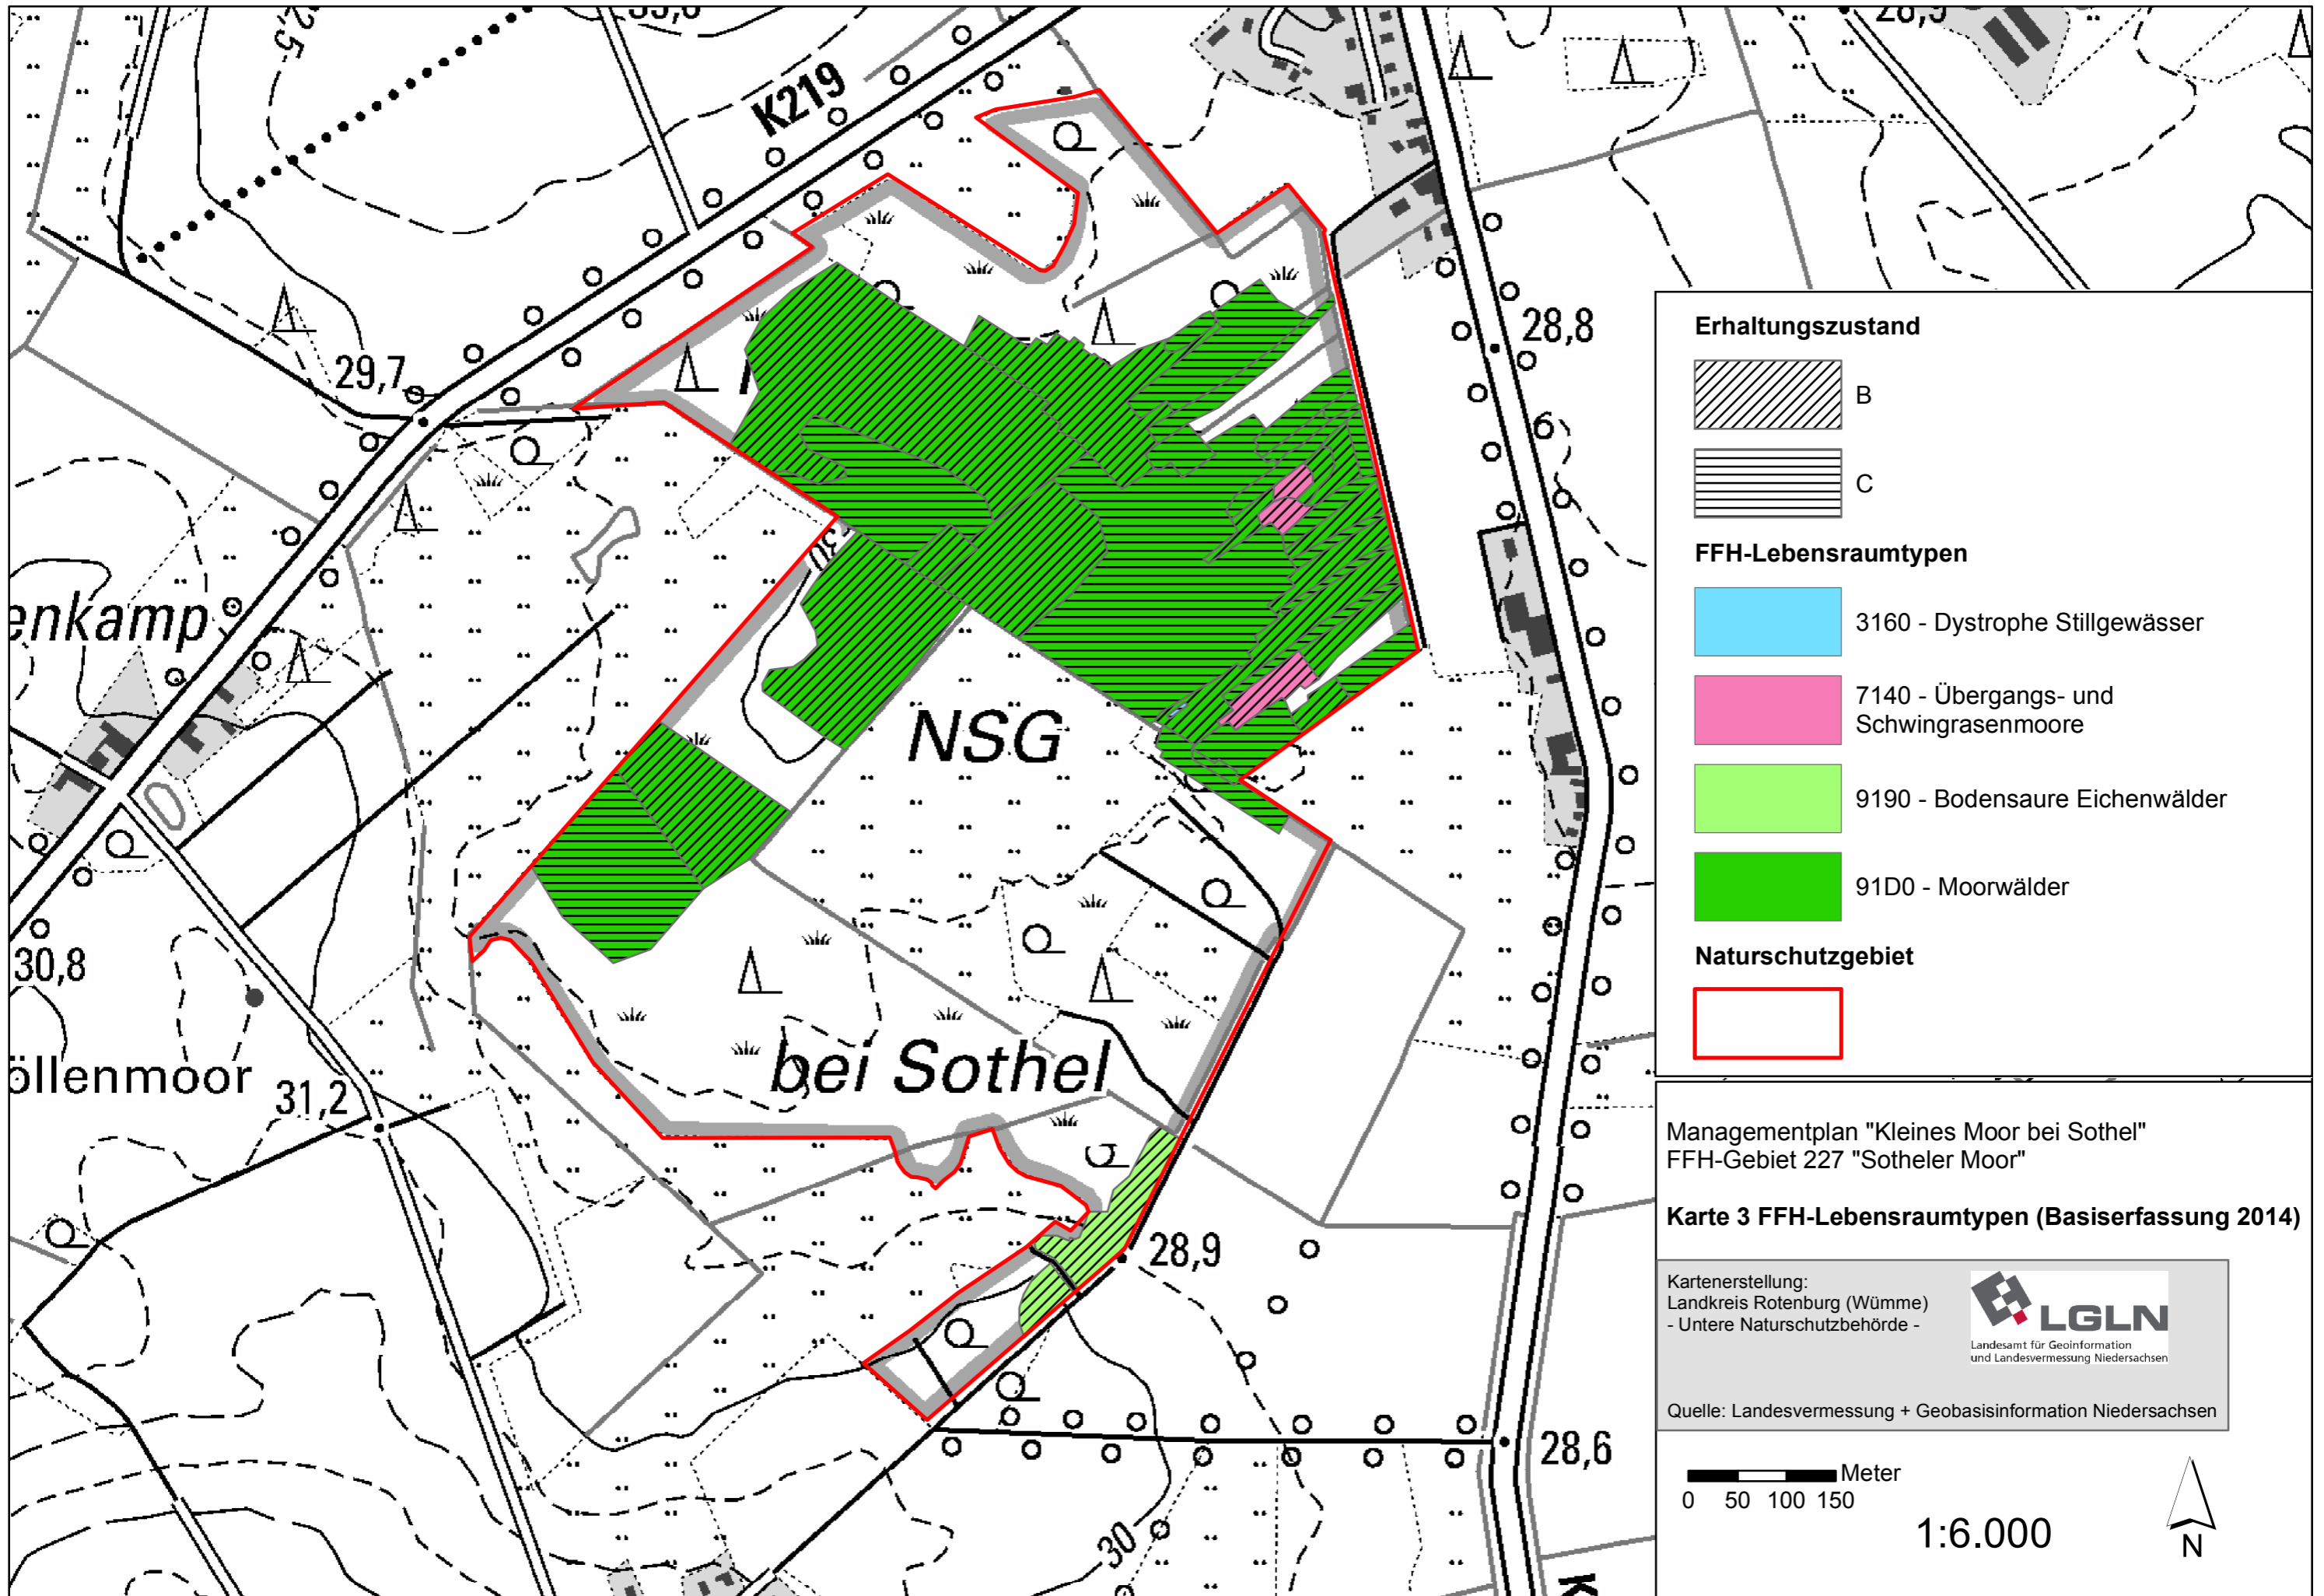 K219
28,8
29,7
30
enkamp
NSG
30,8
öllenmoor
31,2
bei Sothel
28,9
28,6
30
Erhaltungszustand
B
C
FFH-Lebensraumtypen
3160 - Dystrophe Stillgewässer
7140 - Übergangs- und
Schwingrasenmoore
9190 - Bodensaure Eichenwälder
91D0 - Moorwälder
Naturschutzgebiet
Managementplan "Kleines Moor bei Sothel"
FFH-Gebiet 227 "Sotheler Moor"
Karte 3 FFH-Lebensraumtypen (Basiserfassung 2014)
Kartenerstellung:
Landkreis Rotenburg (Wümme)
- Untere Naturschutzbehörde -
LGLN
Landesamt für Geoinformation
und Landesvermessung Niedersachsen
Quelle: Landesvermessung + Geobasisinformation Niedersachsen
Meter
0 50 100 150
1:6.000
N